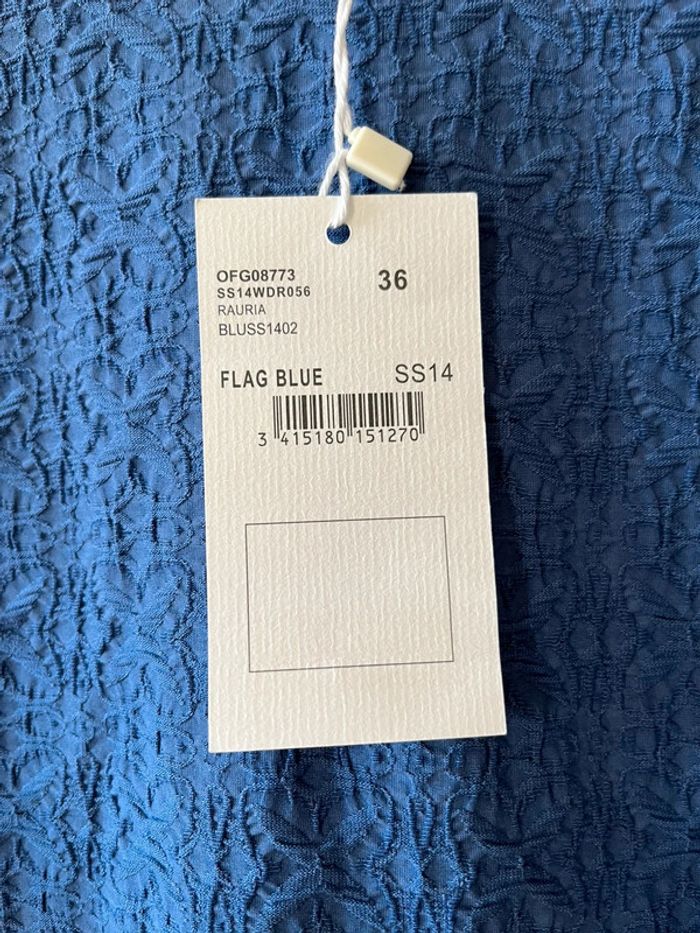 OFG08773
36
SS14WDR056
RAURIA
BLUSS1402
FLAG BLUE SS14
3 415180 151270